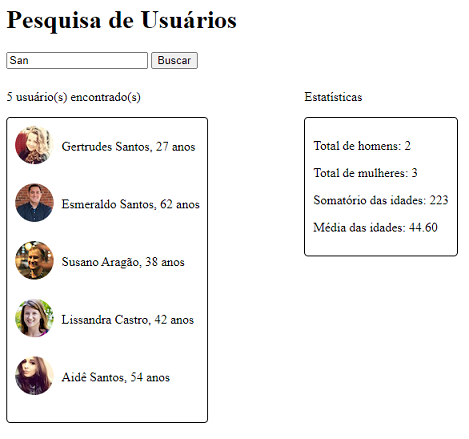 Pesquisa de Usuários
San
Buscar
5 usuário(s) encontrado(s)
Gertrudes Santos, 27 anos
Esmeraldo Santos, 62 anos
Susano Aragão, 38 anos
Lissandra Castro, 42 anos
Aidê Santos, 54 anos
Estatísticas
Total de homens: 2
Total de mulheres: 3
Somatório das idades: 223
Média das idades: 44.60